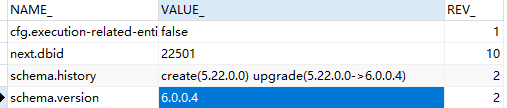 NAME_ VALUE_ REV_
cfg.execution-related-enti false 1
next.dbid 22501 10
schema.history create(5.22.0.0) upgrade(5.22.0.0->6.0.0.4) 2
schema.version 6.0.0.4 2